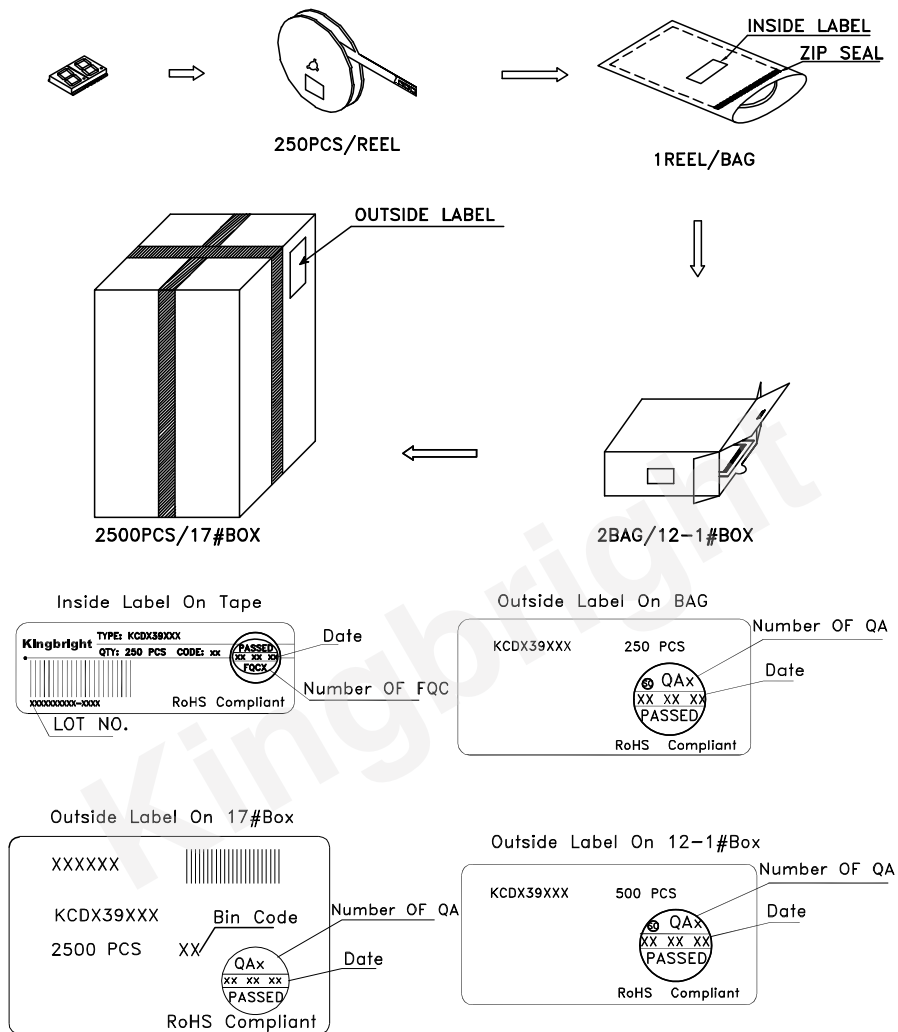 INSIDE LABEL
ZIP SEAL
250PCS/REEL
1REEL/BAG
OUTSIDE LABEL
2500PCS/17#BOX
2BAG/12-1#BOX
Inside Label On Tape
Kingbright
TYPE: KCDX39XXX
QTY: 250 PCS CODE: xx
PASSED
XX XX XX
FQCX
Date
Number OF FQC
XXXXXXXXXX-XXXX
RoHS Compliant
LOT NO.
Outside Label On BAG
KCDX39XXX 250 PCS
Number OF QA
QAx
XX XX XX
PASSED
Date
RoHS Compliant
Outside Label On 17#Box
XXXXXX
KCDX39XXX
Bin Code
2500 PCS XX
Number OF QA
QAx
XX XX XX
PASSED
Date
RoHS Compliant
Outside Label On 12-1#Box
KCDX39XXX 500 PCS
Number OF QA
QAx
XX XX XX
PASSED
Date
RoHS Compliant
Kingbright